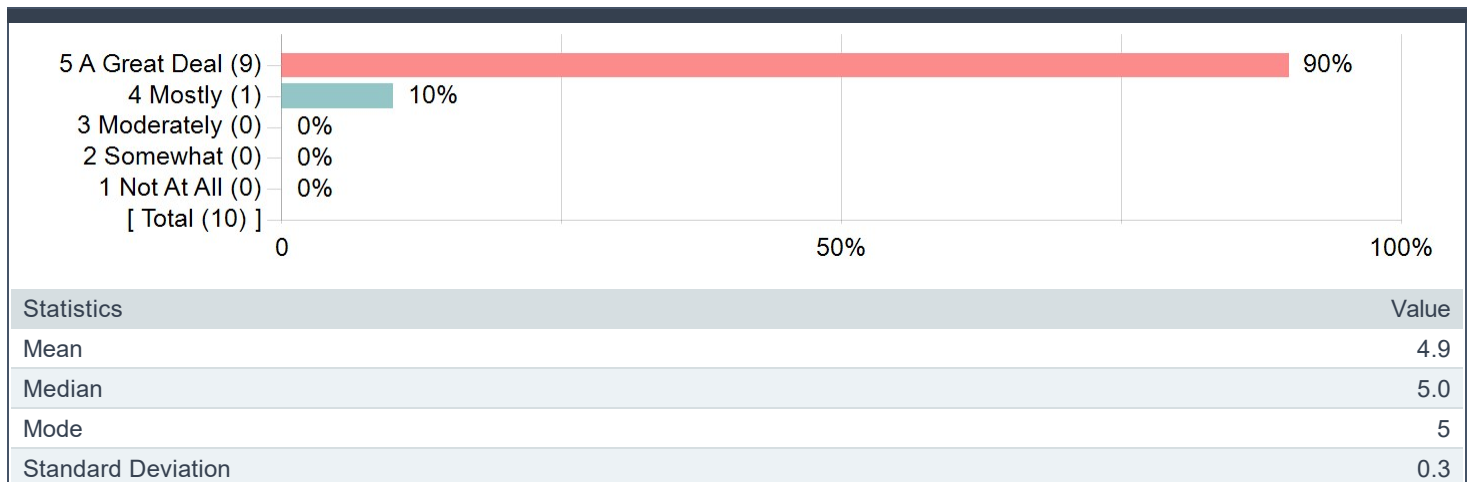 5 A Great Deal (9) 90%
4 Mostly (1) 10%
3 Moderately (0) 0%
2 Somewhat (0) 0%
1 Not At All (0) 0%
[ Total (10) ]
0 50% 100%
Statistics Value
Mean 4.9
Median 5.0
Mode 5
Standard Deviation 0.3